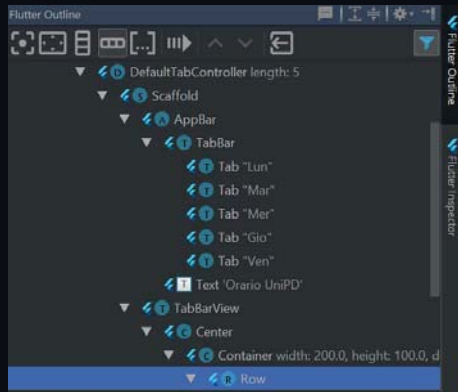 Flutter Outline
D DefaultTabController length: 5
S Scaffold
A AppBar
T TabBar
T Tab "Lun"
T Tab "Mar"
T Tab "Mer"
T Tab "Gio"
T Tab "Ven"
T Text 'Orario UniPD'
T TabBarView
C Center
C Container width: 200.0, height: 100.0, d
R Row
Flutter Outline
Flutter Inspector